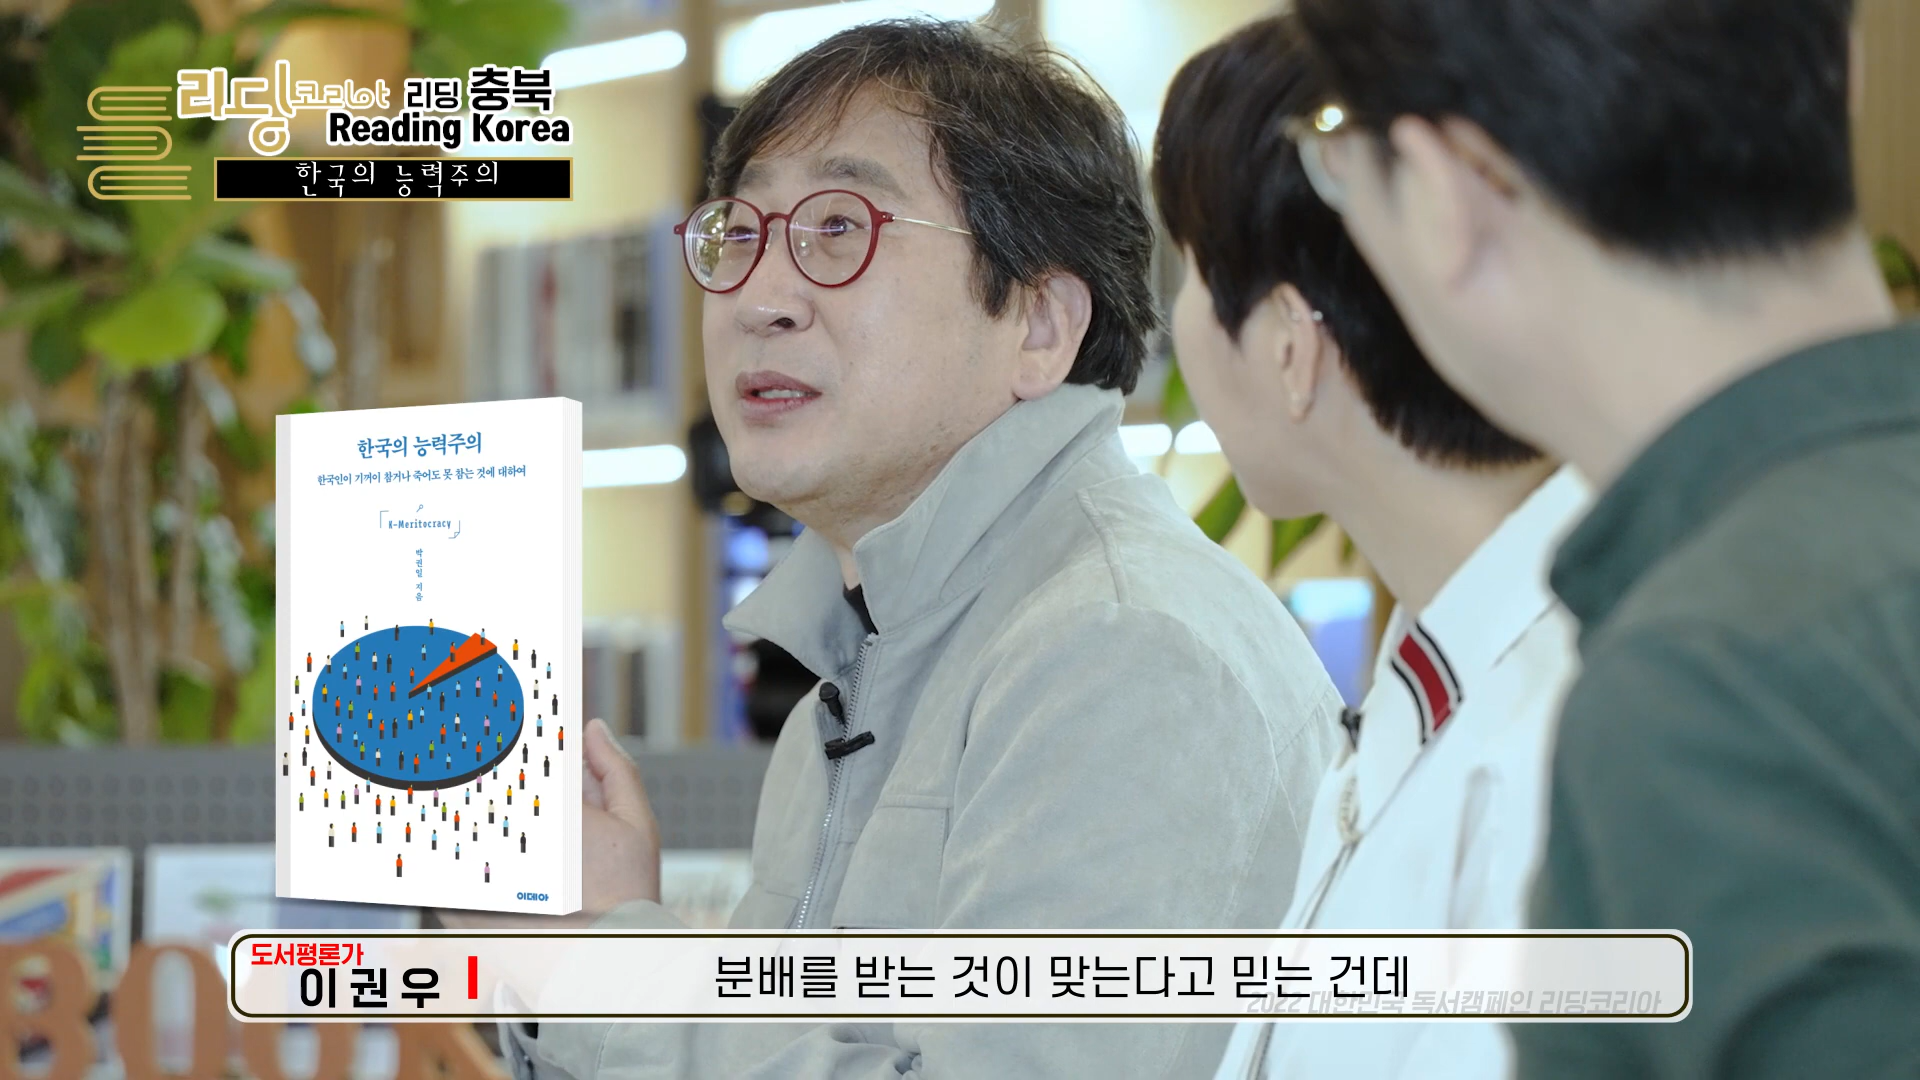 리딩코리아 리딩 충북
Reading Korea
한국의 능력주의
한국의 능력주의
한국인이 기꺼이 참거나 죽어도 못 참는 것에 대하여
K-Meritocracy
박권일 지음
이데아
도서평론가
이권우
분배를 받는 것이 맞는다고 믿는 건데
2022 대한민국 독서캠페인 리딩코리아
BOOK